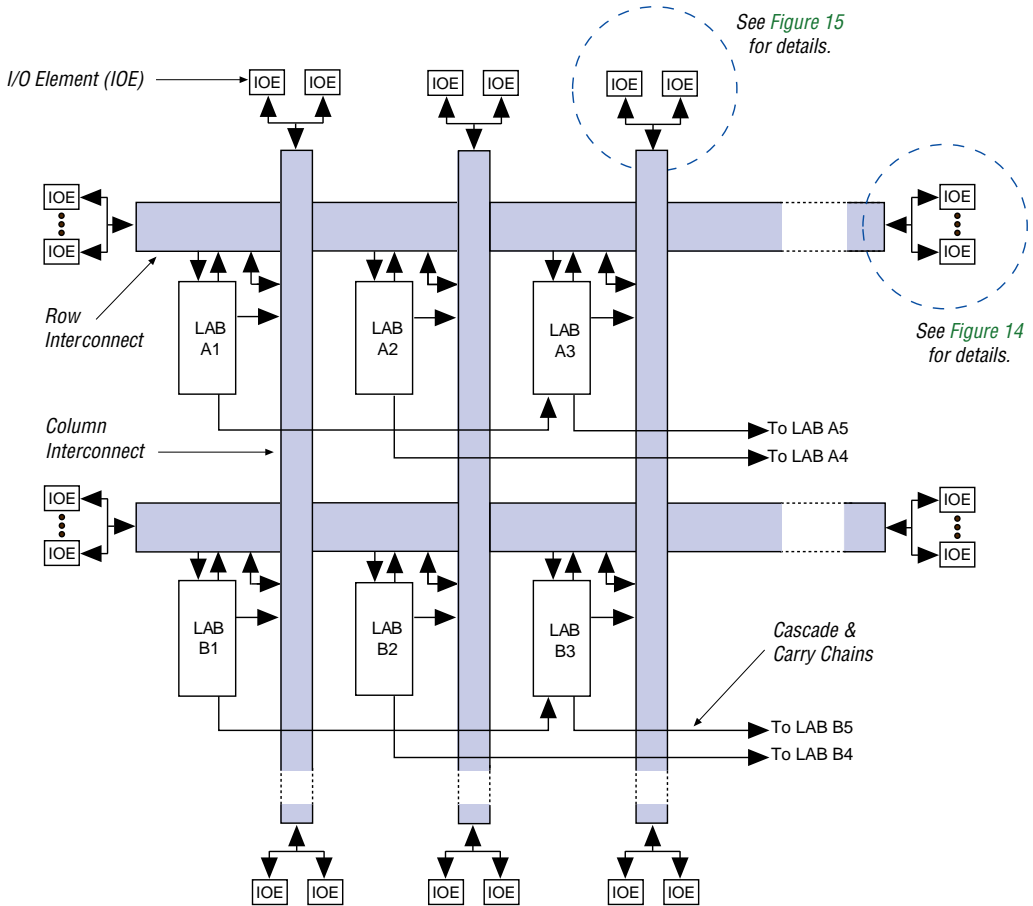 See Figure 15
for details.
I/O Element (IOE)
IOE IOE IOE IOE IOE IOE
IOE IOE
IOE IOE
Row
Interconnect
LAB
A1
LAB
A2
LAB
A3
See Figure 14
for details.
Column
Interconnect
To LAB A5
To LAB A4
IOE IOE
IOE IOE
LAB
B1
LAB
B2
LAB
B3
Cascade &
Carry Chains
To LAB B5
To LAB B4
IOE IOE IOE IOE IOE IOE